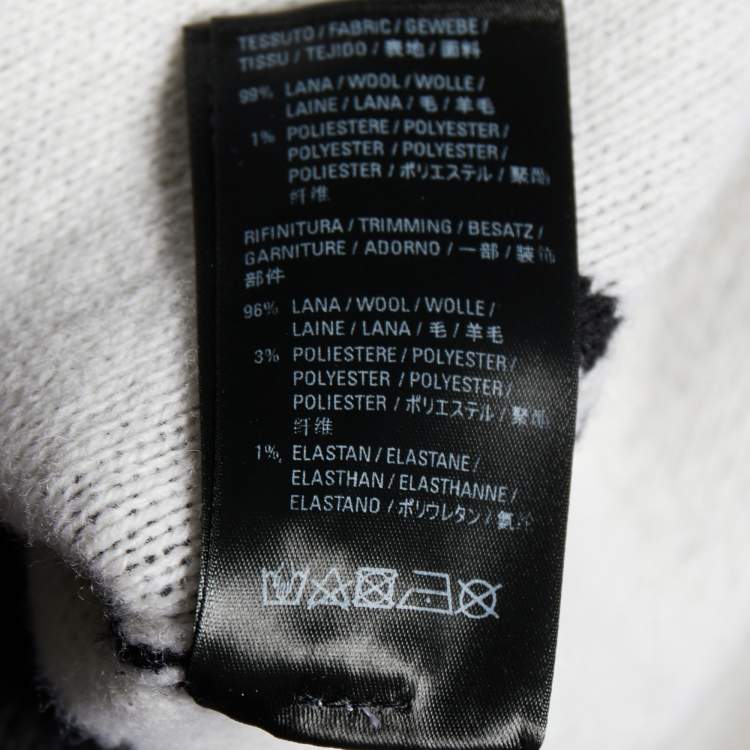 TESSUTO / FABRIC / GEWEBE /
TISSU / TEJIDO / 表地 / 面料
99% LANA / WOOL / WOLLE /
LAINE / LANA / 毛 / 羊毛
1% POLIESTERE / POLYESTER /
POLYESTER / POLYESTER /
POLIESTER / ポリエステル / 聚酯
纤维
RIFINITURA / TRIMMING / BESATZ /
GARNITURE / ADORNO / 一部 / 装饰
部件
96% LANA / WOOL / WOLLE /
LAINE / LANA / 毛 / 羊毛
3% POLIESTERE / POLYESTER /
POLYESTER / POLYESTER /
POLIESTER / ポリエステル / 聚酯
纤维
1% ELASTAN / ELASTANE /
ELASTHAN / ELASTHANNE /
ELASTANO / ポリウレタン /